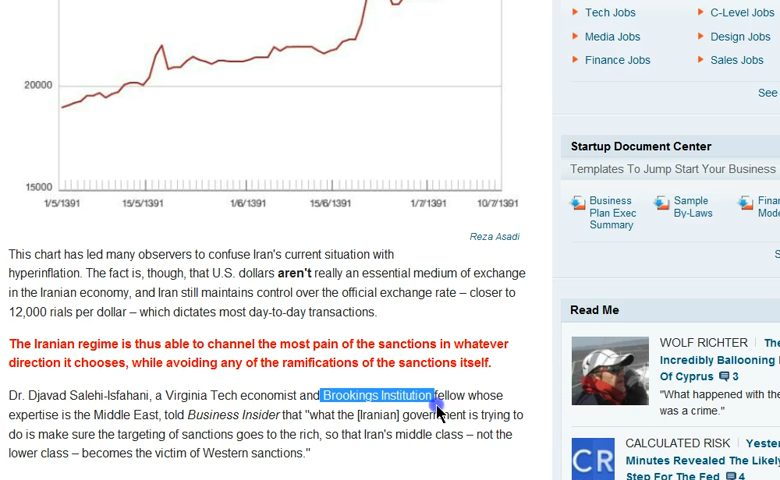 Tech Jobs
C-Level Jobs
Media Jobs
Design Jobs
Finance Jobs
Sales Jobs
See
20000
15000
1/5/1391 15/5/1391 1/6/1391 15/6/1391 1/7/1391 10/7/1391
Reza Asadi
This chart has led many observers to confuse Iran's current situation with
hyperinflation. The fact is, though, that U.S. dollars aren't really an essential medium of exchange
in the Iranian economy, and Iran still maintains control over the official exchange rate – closer to
12,000 rials per dollar – which dictates most day-to-day transactions.
The Iranian regime is thus able to channel the most pain of the sanctions in whatever
direction it chooses, while avoiding any of the ramifications of the sanctions itself.
Dr. Djavad Salehi-Isfahani, a Virginia Tech economist and Brookings Institution fellow whose
expertise is the Middle East, told Business Insider that "what the [Iranian] government is trying to
do is make sure the targeting of sanctions goes to the rich, so that Iran's middle class – not the
lower class – becomes the victim of Western sanctions."
Startup Document Center
Templates To Jump Start Your Business
Business
Plan Exec
Summary
Sample
By-Laws
Read Me
WOLF RICHTER
Incredibly Ballooning
Of Cyprus 3
"What happened with the
was a crime."
CR
CALCULATED RISK Yester
Minutes Revealed The Likely
Step For The Fed 4